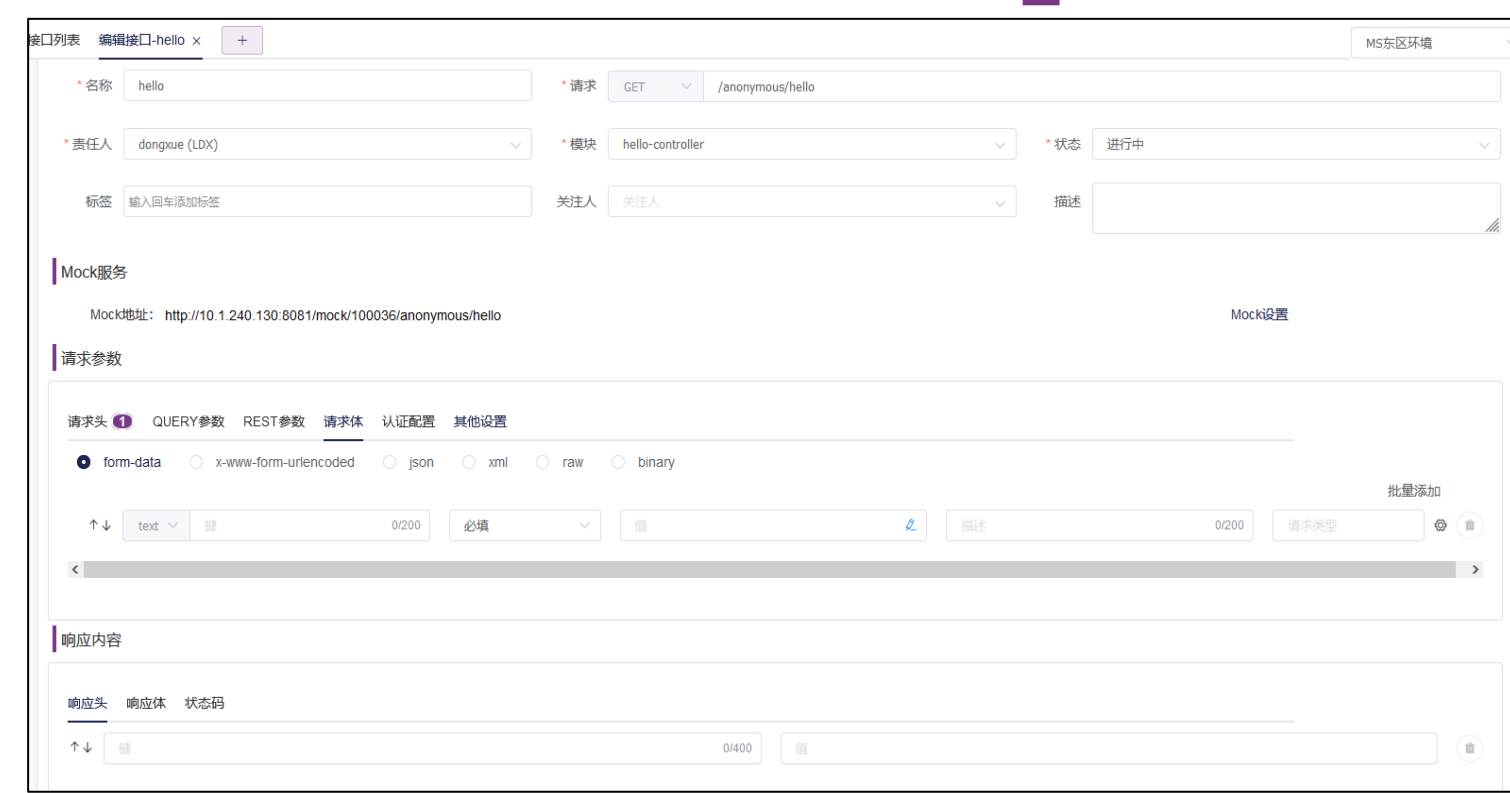 接口列表 编辑接口-hello × +
MS东区环境
* 名称 hello * 请求 GET /anonymous/hello
* 责任人 dongxue (LDX) * 模块 hello-controller * 状态 进行中
标签 输入回车添加标签 关注人 关注人 描述
Mock服务
Mock地址： http://10.1.240.130:8081/mock/100036/anonymous/hello Mock设置
请求参数
请求头 1 QUERY参数 REST参数 请求体 认证配置 其他设置
form-data x-www-form-urlencoded json xml raw binary
批量添加
text 键 0/200 必填 值 描述 0/200 请求类型
响应内容
响应头 响应体 状态码
键 0/400 值